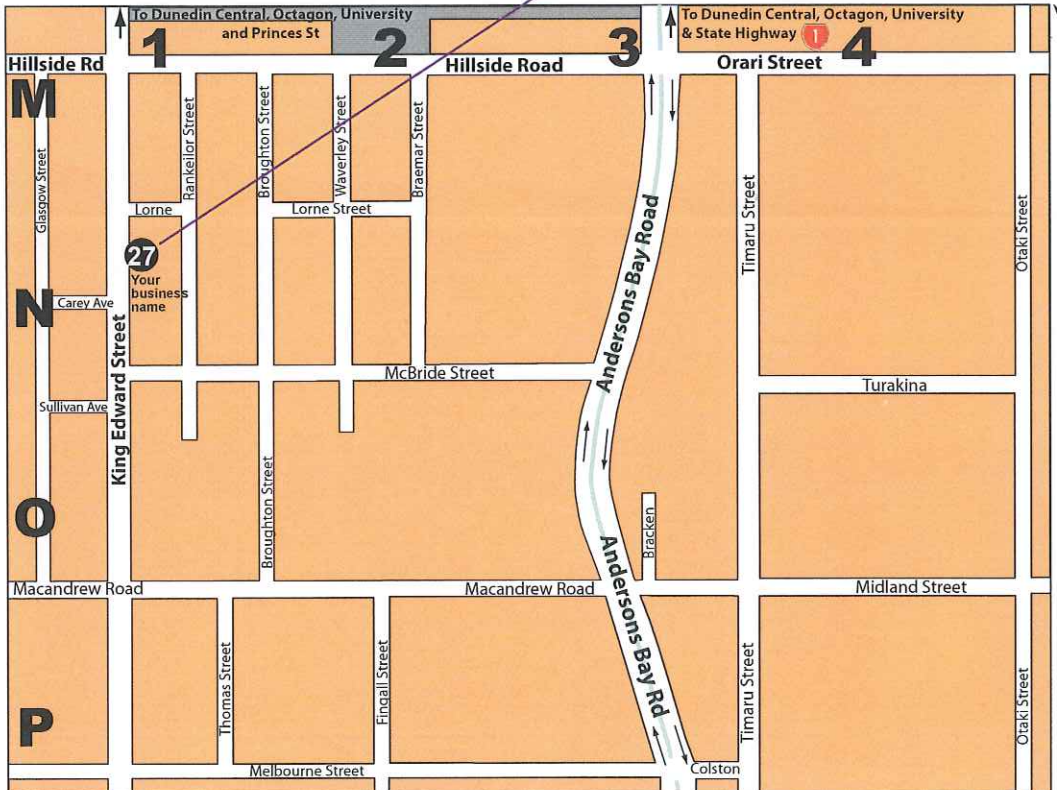 To Dunedin Central, Octagon, University
and Princes St
To Dunedin Central, Octagon, University
& State Highway 1
1
2
3
4
Hillside Rd
Hillside Road
Orari Street
M
Glasgow Street
Rankeilor Street
Broughton Street
Waverley Street
Braemar Street
Lorne
Lorne Street
Andersons Bay Road
Timaru Street
Otaki Street
27
Your
business
name
N
Carey Ave
King Edward Street
McBride Street
Turakina
Sullivan Ave
O
Broughton Street
Bracken
Macandrew Road
Macandrew Road
Andersons Bay Rd
Midland Street
Thomas Street
Fingall Street
Timaru Street
Otaki Street
P
Melbourne Street
Colston